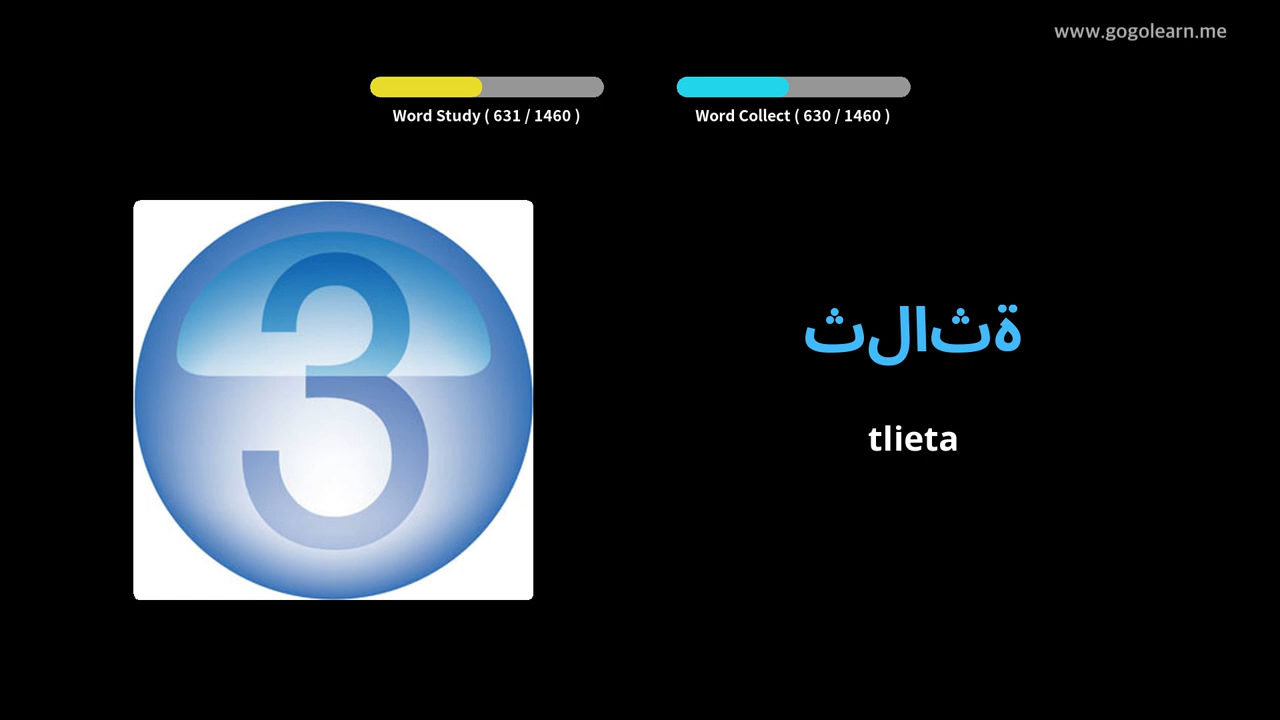 www.gogolearn.me
Word Study ( 631 / 1460 )
Word Collect ( 630 / 1460 )
3
ثلاثة
tlieta